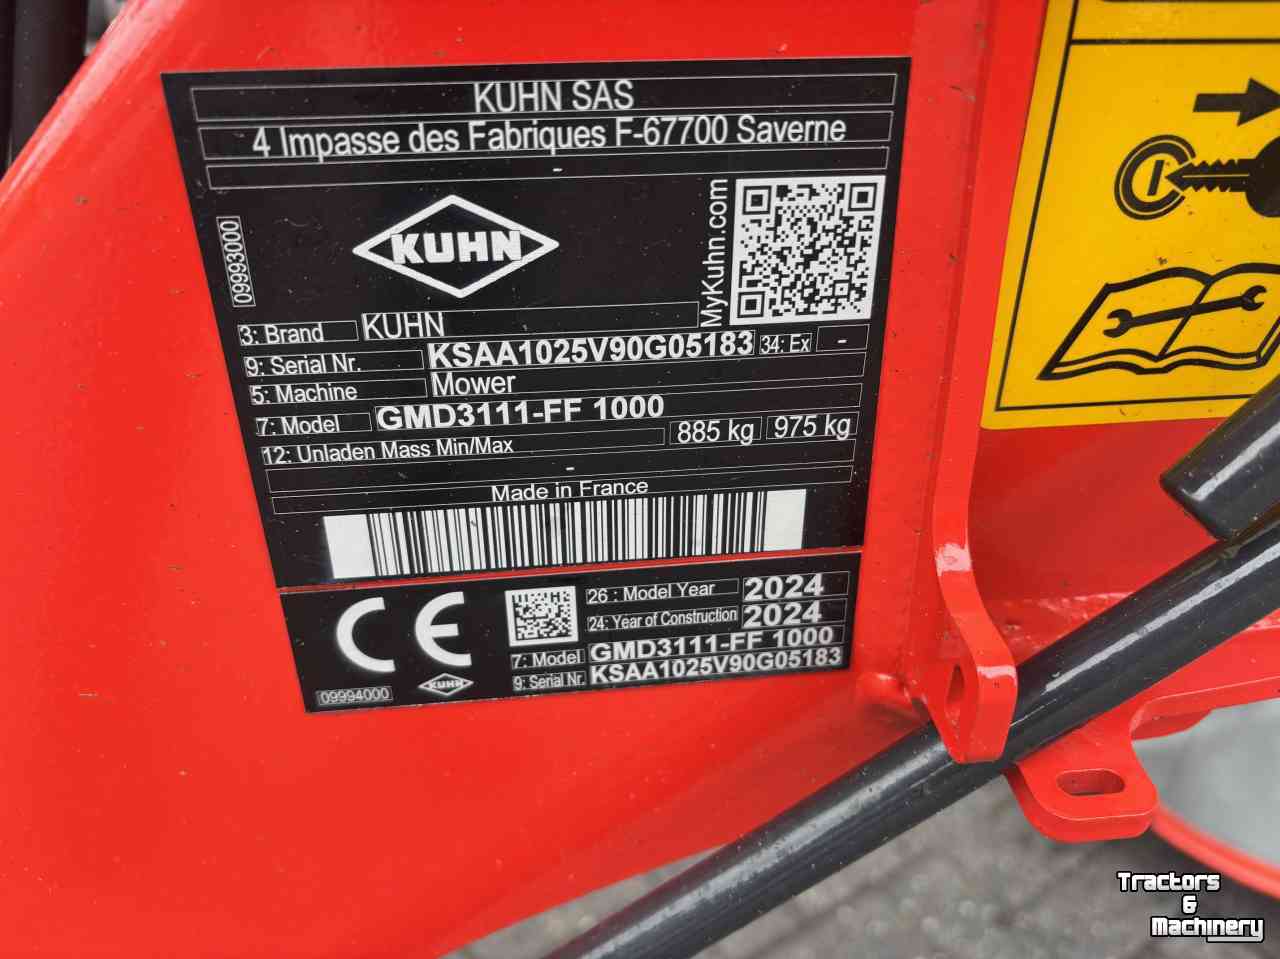 KUHN SAS
4 Impasse des Fabriques F-67700 Saverne
-
09993000
KUHN
MyKuhn.com
3: Brand KUHN
9: Serial Nr. KSAA1025V90G05183 34: Ex -
5: Machine Mower
7: Model GMD3111-FF 1000
12: Unladen Mass Min/Max 885 kg 975 kg
-
Made in France
CE
26 : Model Year 2024
24: Year of Construction 2024
7: Model GMD3111-FF 1000
9: Serial Nr. KSAA1025V90G05183
09994000
KUHN
Tractors
&
Machinery